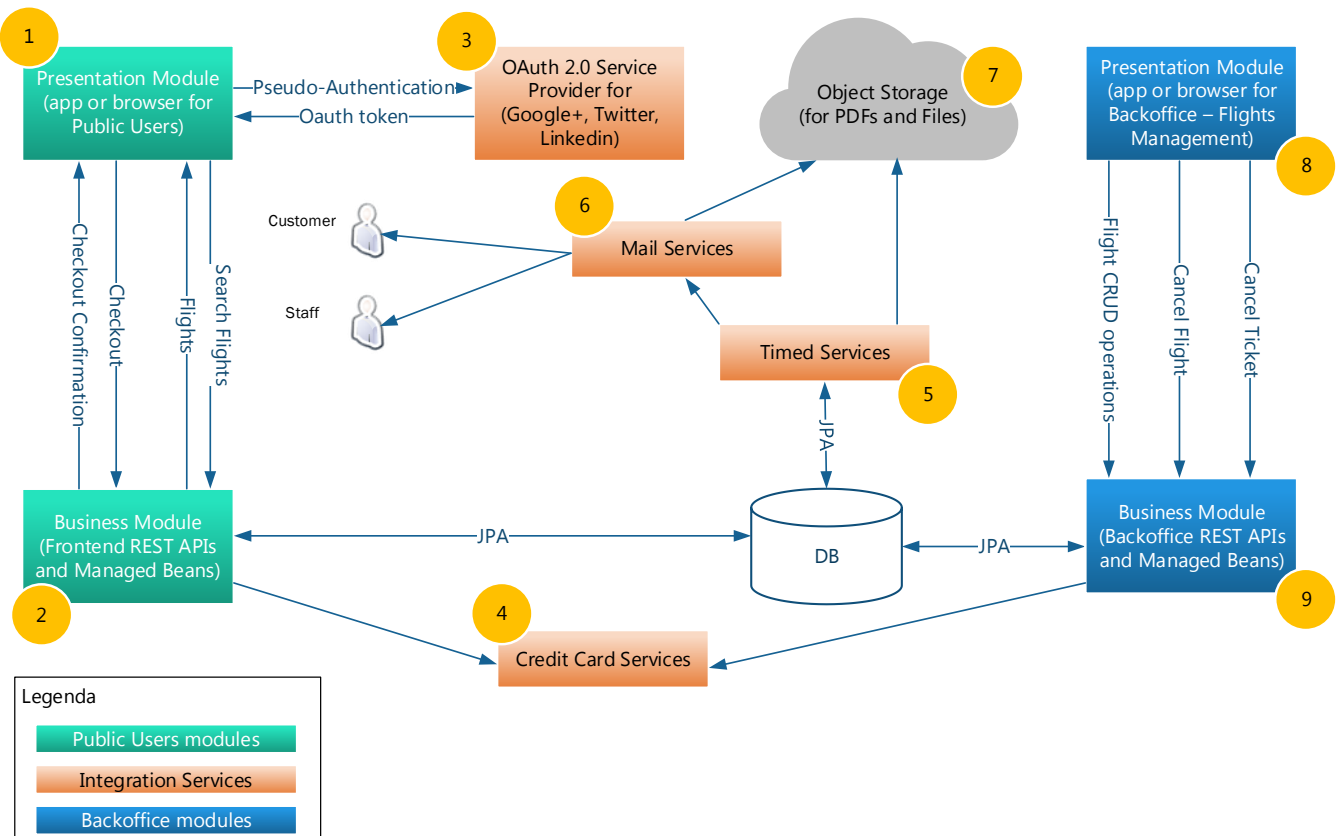 1
Presentation Module
(app or browser for
Public Users)
Pseudo-Authentication
Oauth token
3
OAuth 2.0 Service
Provider for
(Google+, Twitter,
Linkedin)
7
Object Storage
(for PDFs and Files)
Presentation Module
(app or browser for
Backoffice – Flights
Management)
8
6
Mail Services
Customer
Staff
Timed Services
5
Checkout Confirmation
Checkout
Flights
Search Flights
Flight CRUD operations
Cancel Flight
Cancel Ticket
JPA
Business Module
(Frontend REST APIs
and Managed Beans)
2
JPA
DB
JPA
Business Module
(Backoffice REST APIs
and Managed Beans)
9
4
Credit Card Services
Legenda
Public Users modules
Integration Services
Backoffice modules